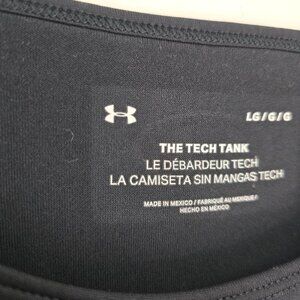 LG/G/G
THE TECH TANK
LE DÉBARDEUR TECH
LA CAMISETA SIN MANGAS TECH
MADE IN MEXICO / FABRIQUÉ AU MEXIQUE /
HECHO EN MÉXICO